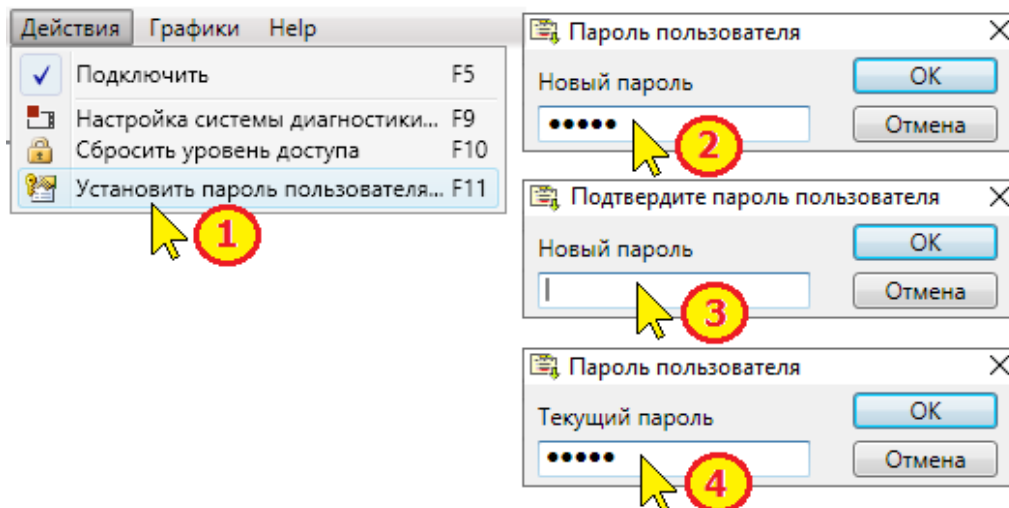 Действия Графики Help
Подключить F5
Настройка системы диагностики... F9
Сбросить уровень доступа F10
Установить пароль пользователя... F11
1
Пароль пользователя
Новый пароль
OK
•••••
Отмена
2
Подтвердите пароль пользователя
Новый пароль
OK
Отмена
3
Пароль пользователя
Текущий пароль
OK
•••••
Отмена
4